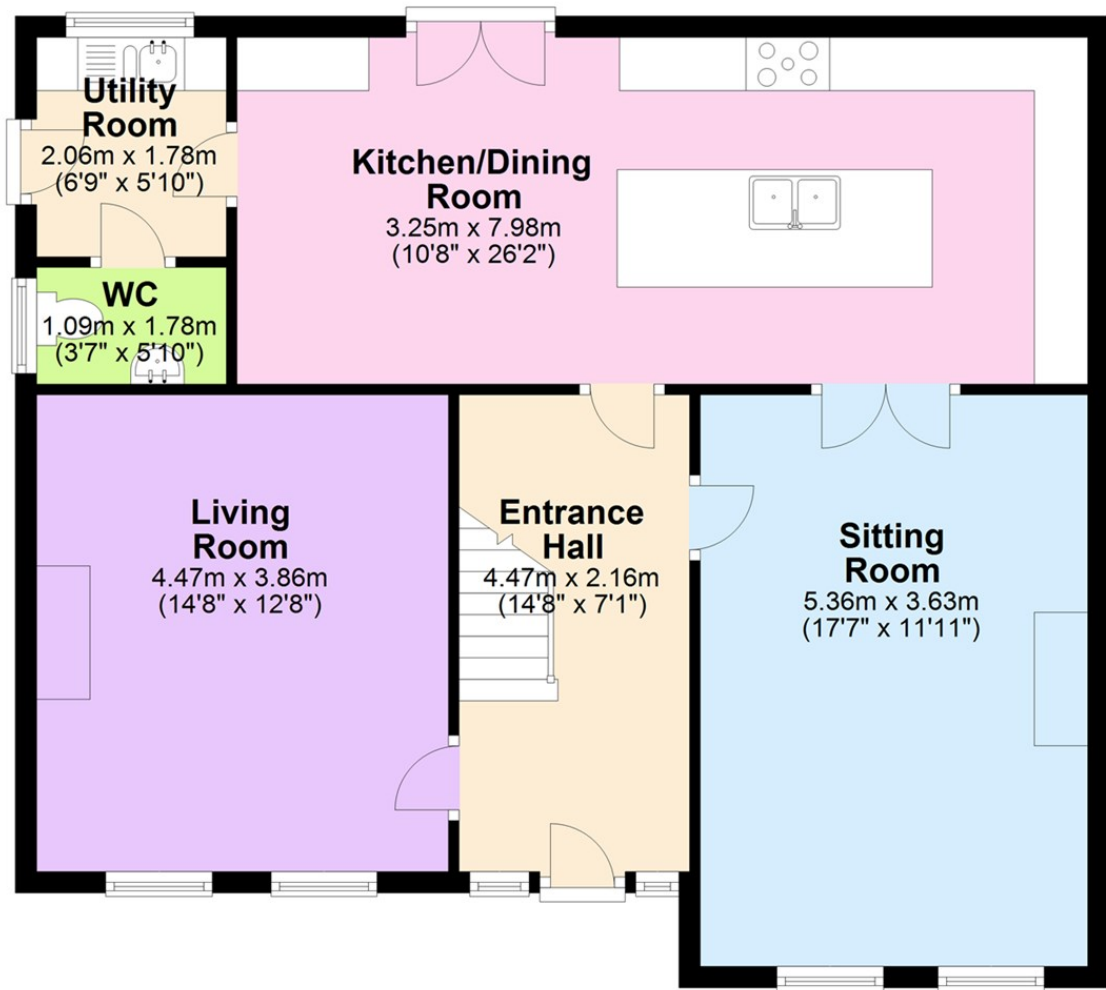 Utility
Room
2.06m x 1.78m
(6'9" x 5'10")
Kitchen/Dining
Room
3.25m x 7.98m
(10'8" x 26'2")
WC
1.09m x 1.78m
(3'7" x 5'10")
Living
Room
4.47m x 3.86m
(14'8" x 12'8")
Entrance
Hall
4.47m x 2.16m
(14'8" x 7'1")
Sitting
Room
5.36m x 3.63m
(17'7" x 11'11")